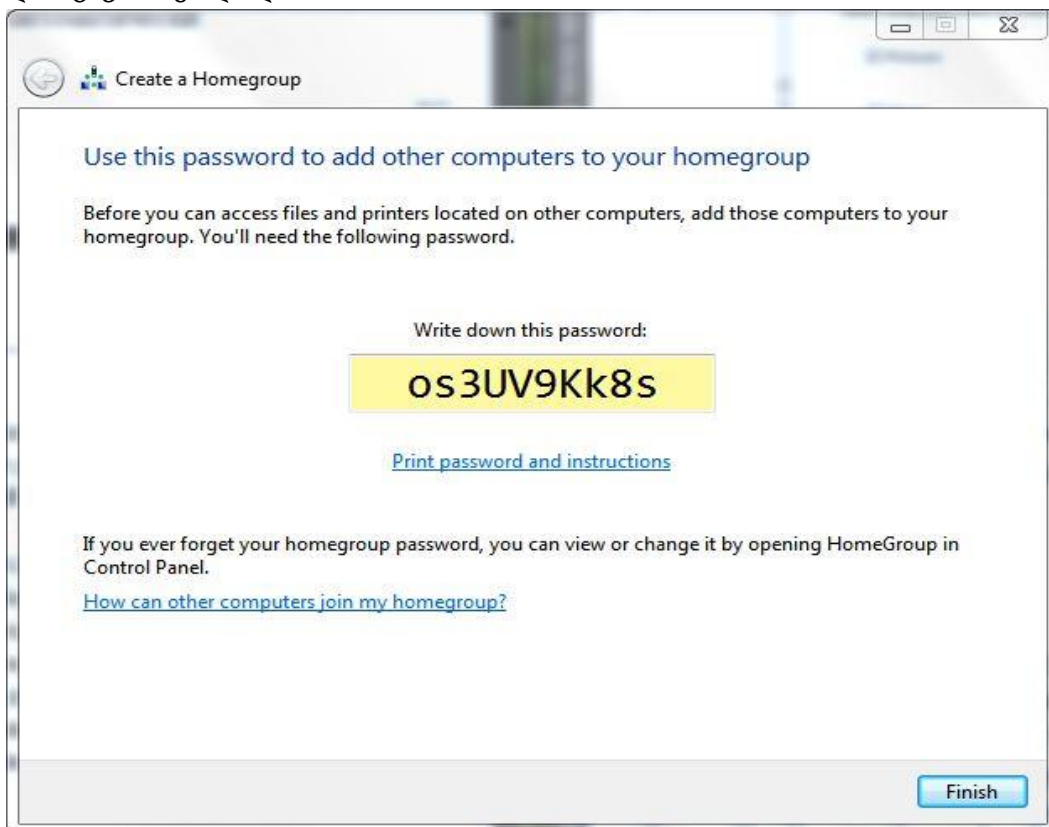 Create a Homegroup
Use this password to add other computers to your homegroup
Before you can access files and printers located on other computers, add those computers to your
homegroup. You'll need the following password.
Write down this password:
os3UV9Kk8s
Print password and instructions
If you ever forget your homegroup password, you can view or change it by opening HomeGroup in
Control Panel.
How can other computers join my homegroup?
Finish